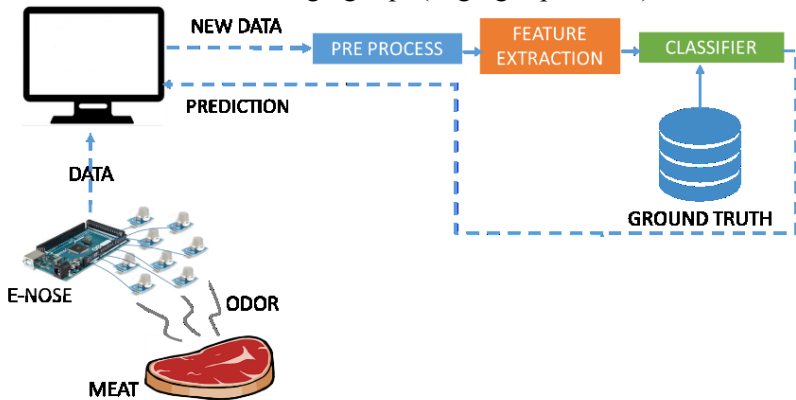 NEW DATA
PRE PROCESS
FEATURE
EXTRACTION
CLASSIFIER
PREDICTION
DATA
GROUND TRUTH
E-NOSE
ODOR
MEAT